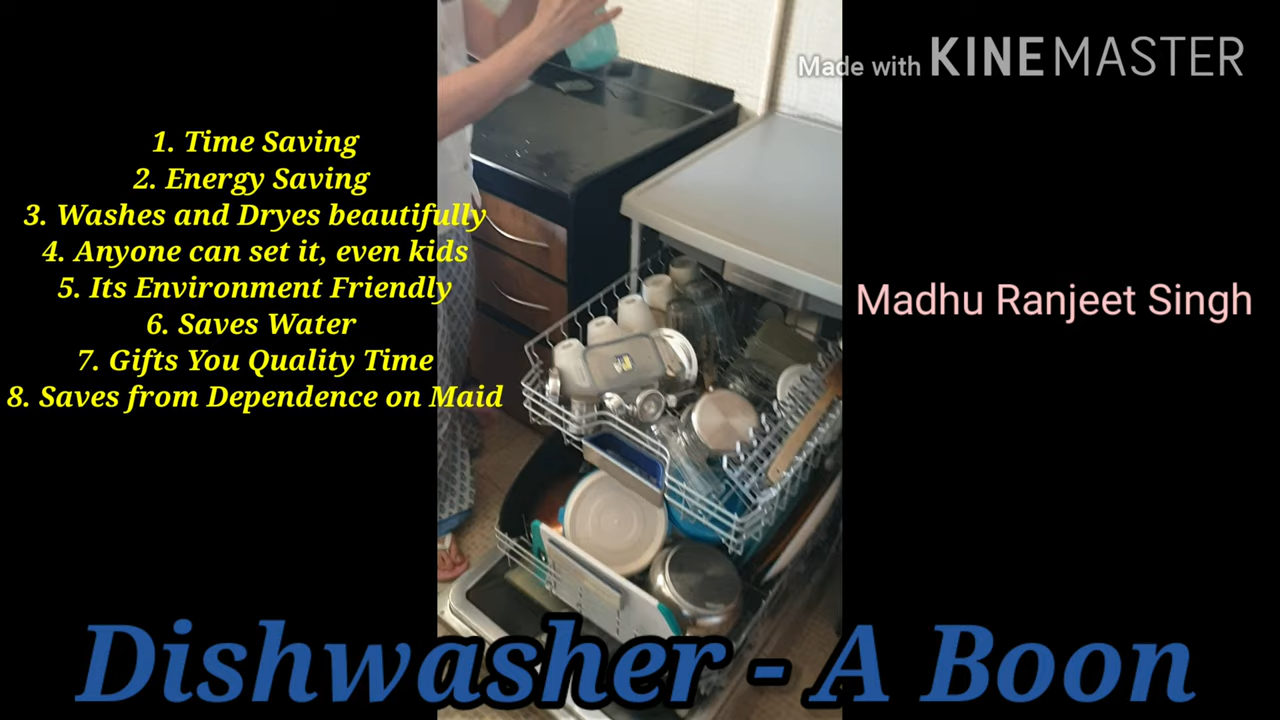 Made with KINEMASTER
1. Time Saving
2. Energy Saving
3. Washes and Dryes beautifully
4. Anyone can set it, even kids
5. Its Environment Friendly
6. Saves Water
7. Gifts You Quality Time
8. Saves from Dependence on Maid
Madhu Ranjeet Singh
Dishwasher - A Boon